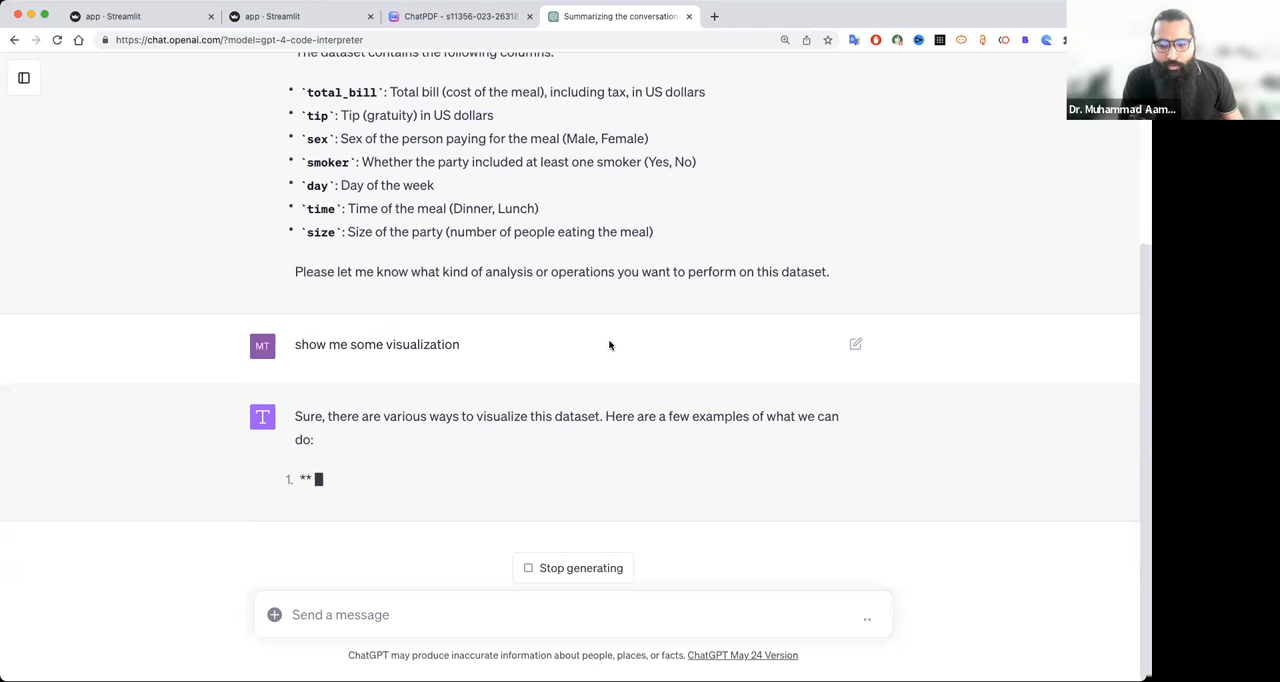 app · Streamlit
app · Streamlit
ChatPDF - s11356-023-2631
Summarizing the conversation
https://chat.openai.com/?model=gpt-4-code-interpreter
The dataset contains the following columns:
• `total_bill`: Total bill (cost of the meal), including tax, in US dollars
• `tip`: Tip (gratuity) in US dollars
• `sex`: Sex of the person paying for the meal (Male, Female)
• `smoker`: Whether the party included at least one smoker (Yes, No)
• `day`: Day of the week
• `time`: Time of the meal (Dinner, Lunch)
• `size`: Size of the party (number of people eating the meal)
Please let me know what kind of analysis or operations you want to perform on this dataset.
MT
show me some visualization
T
Sure, there are various ways to visualize this dataset. Here are a few examples of what we can
do:
1. **
Stop generating
Send a message
ChatGPT may produce inaccurate information about people, places, or facts. ChatGPT May 24 Version
Dr. Muhammad Aam...